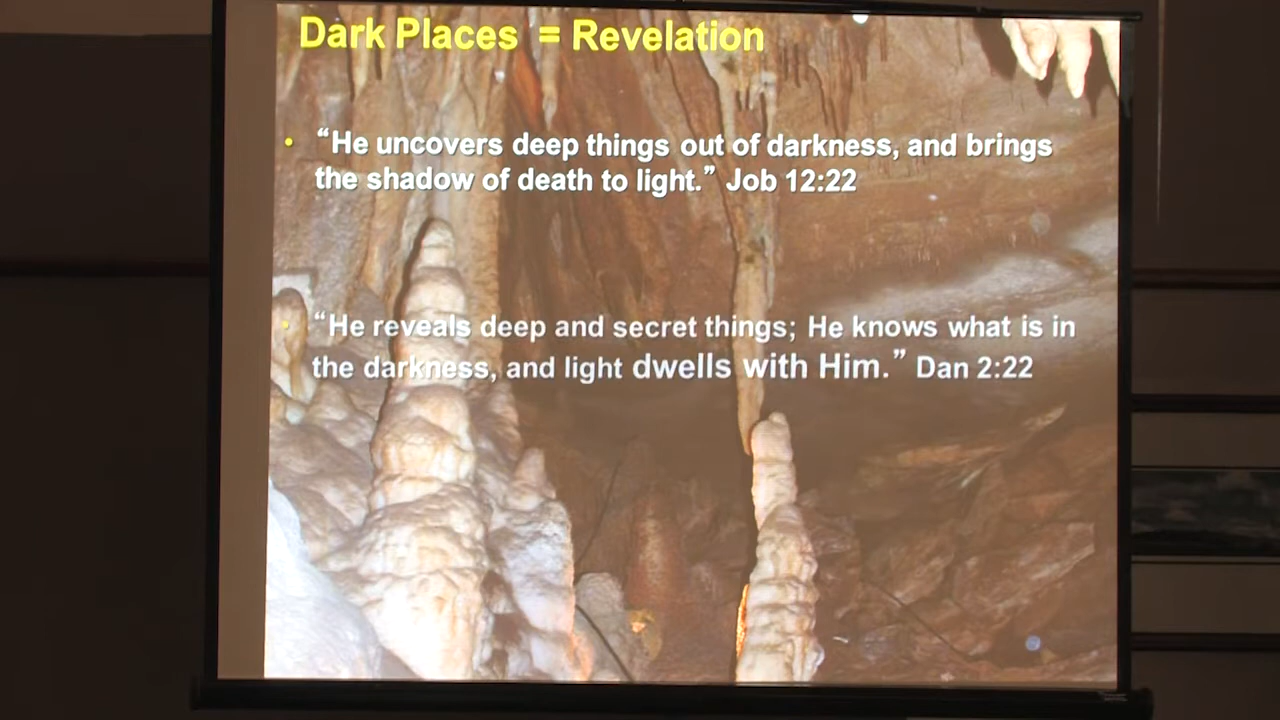 Dark Places = Revelation
• “He uncovers deep things out of darkness, and brings
the shadow of death to light.” Job 12:22
• “He reveals deep and secret things; He knows what is in
the darkness, and light dwells with Him.” Dan 2:22